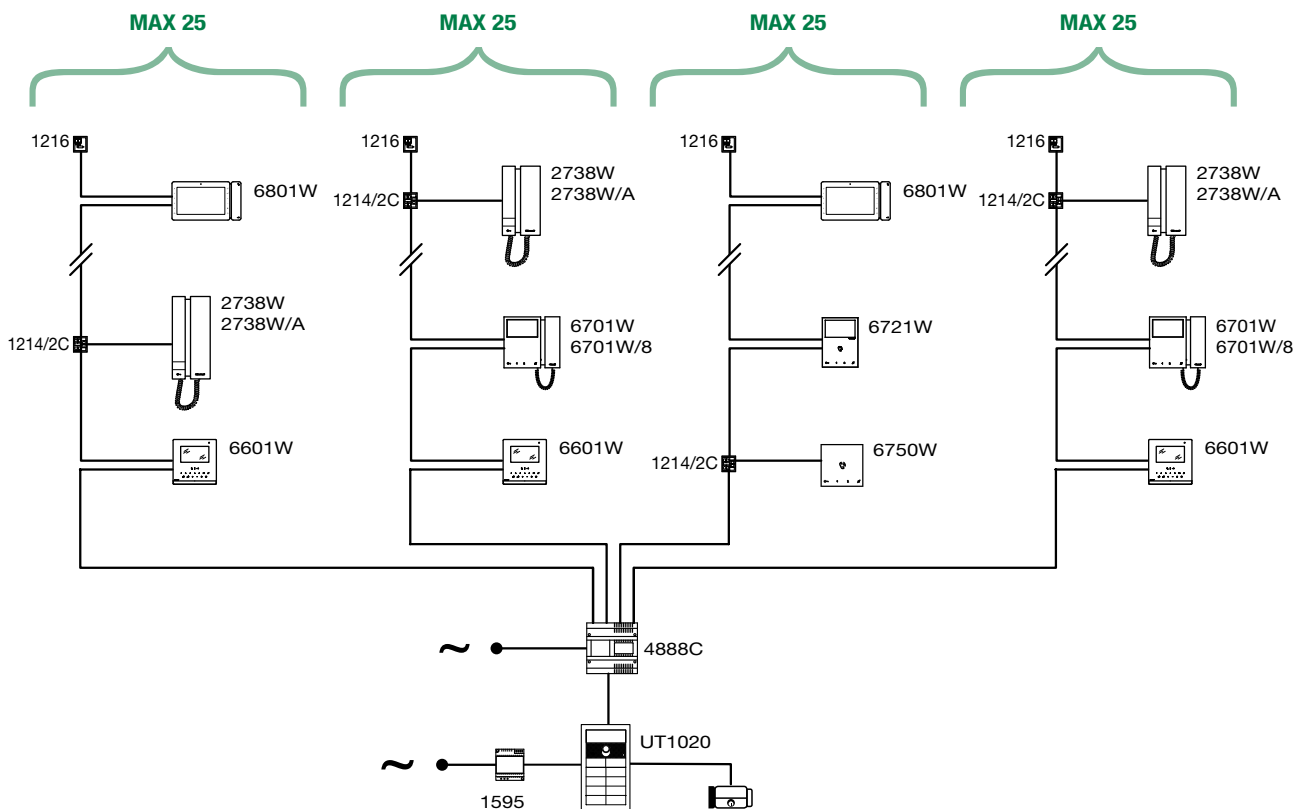 MAX 25 MAX 25 MAX 25 MAX 25
1216 1216 1216 1216
6801W 2738W 6801W 2738W
1214/2C 2738W/A 1214/2C 2738W/A
2738W
2738W/A 6701W 6721W 6701W
1214/2C 6701W/8 6701W/8
6601W 6601W 6750W 6601W
1214/2C
4888C
UT1020
1595